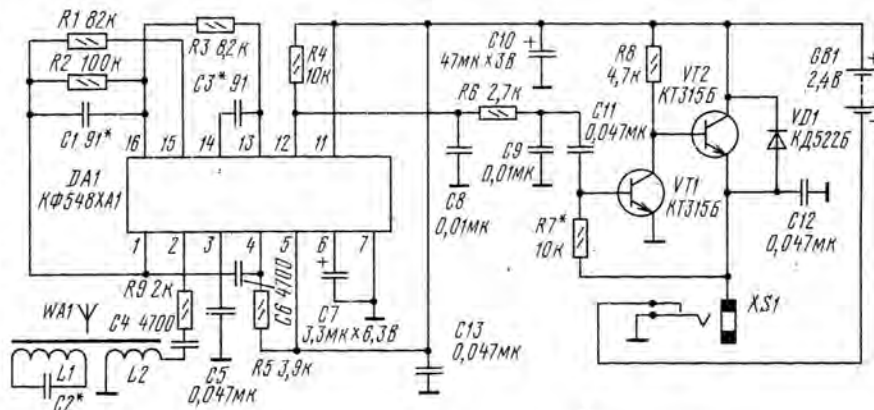 R1 82к
R2 100к
C1 91*
R3 8,2к
C3* 91
R4
10к
C10
47мк×3В
R6 2,7к
C11
0,047мк
R8
4,7к
VT2
КТ315Б
GB1
2,4В
VD1
КД522Б
16
15
14
13
12
11
DA1
КФ548ХА1
C8
0,01мк
C9
0,01мк
R7*
10к
VT1
КТ315Б
C12
0,047мк
1
2
3
4
5
6
7
R9 2к
WA1
C4 4700
L1
C2*
L2
C5
0,047мк
C6 4700
R5 3,9к
C7
3,3мк×6,3В
C13
0,047мк
XS1